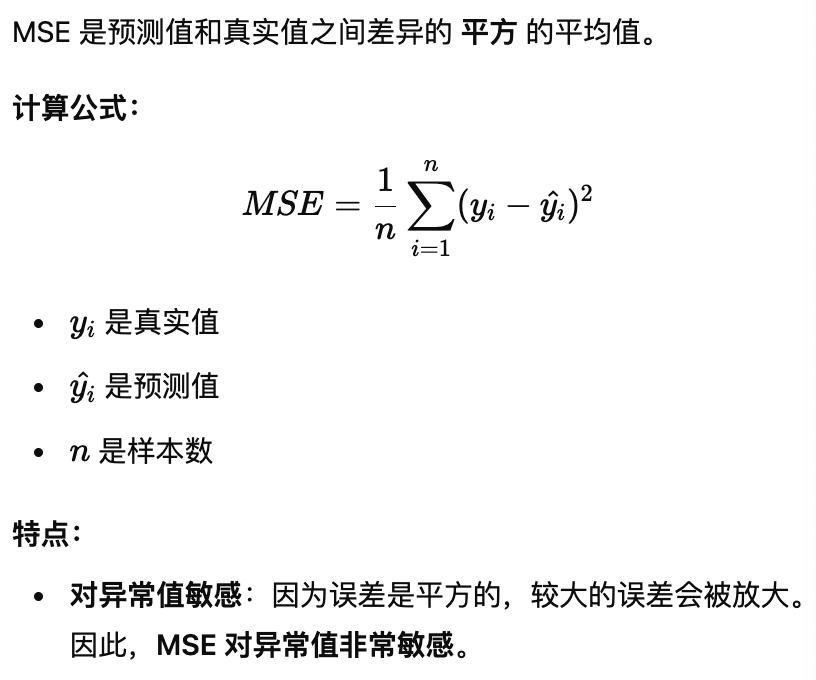 MSE 是预测值和真实值之间差异的 平方 的平均值。
计算公式：
MSE = \frac{1}{n} \sum_{i=1}^{n} (y_i - \hat{y}_i)^2
• y_i 是真实值
• \hat{y}_i 是预测值
• n 是样本数
特点：
• 对异常值敏感：因为误差是平方的，较大的误差会被放大。
因此，MSE 对异常值非常敏感。